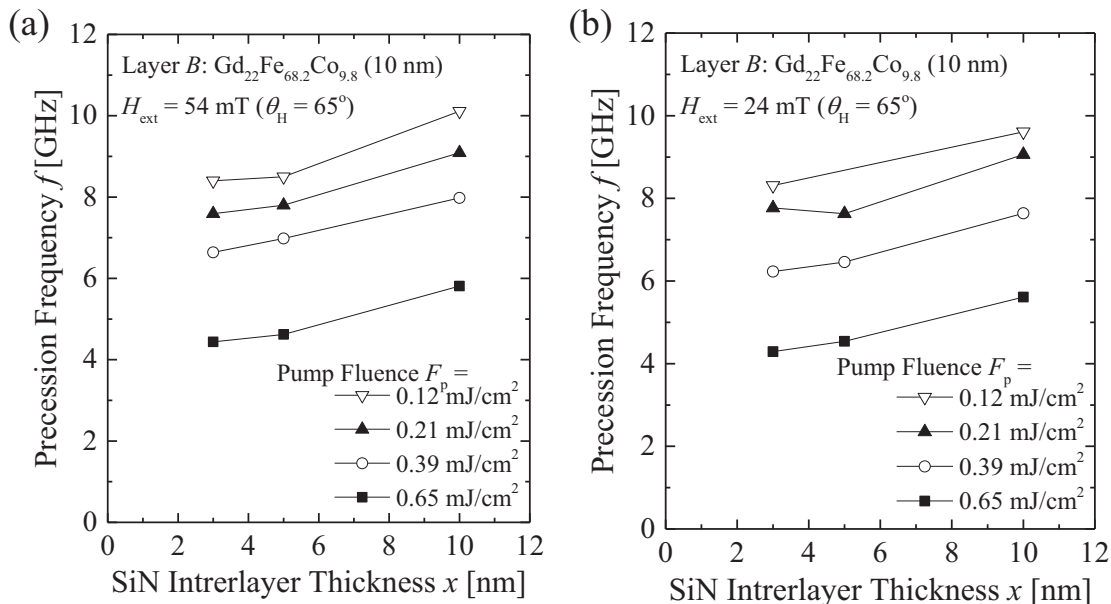 (a)
Precession Frequency f [GHz]
12
10
8
6
4
2
0
Layer B: Gd22Fe68.2Co9.8 (10 nm)
Hext = 54 mT (θH = 65o)
Pump Fluence Fp =
0.12 mJ/cm2
0.21 mJ/cm2
0.39 mJ/cm2
0.65 mJ/cm2
0 2 4 6 8 10 12
SiN Intrerlayer Thickness x [nm]
(b)
Precession Frequency f [GHz]
12
10
8
6
4
2
0
Layer B: Gd22Fe68.2Co9.8 (10 nm)
Hext = 24 mT (θH = 65o)
Pump Fluence Fp =
0.12 mJ/cm2
0.21 mJ/cm2
0.39 mJ/cm2
0.65 mJ/cm2
0 2 4 6 8 10 12
SiN Intrerlayer Thickness x [nm]